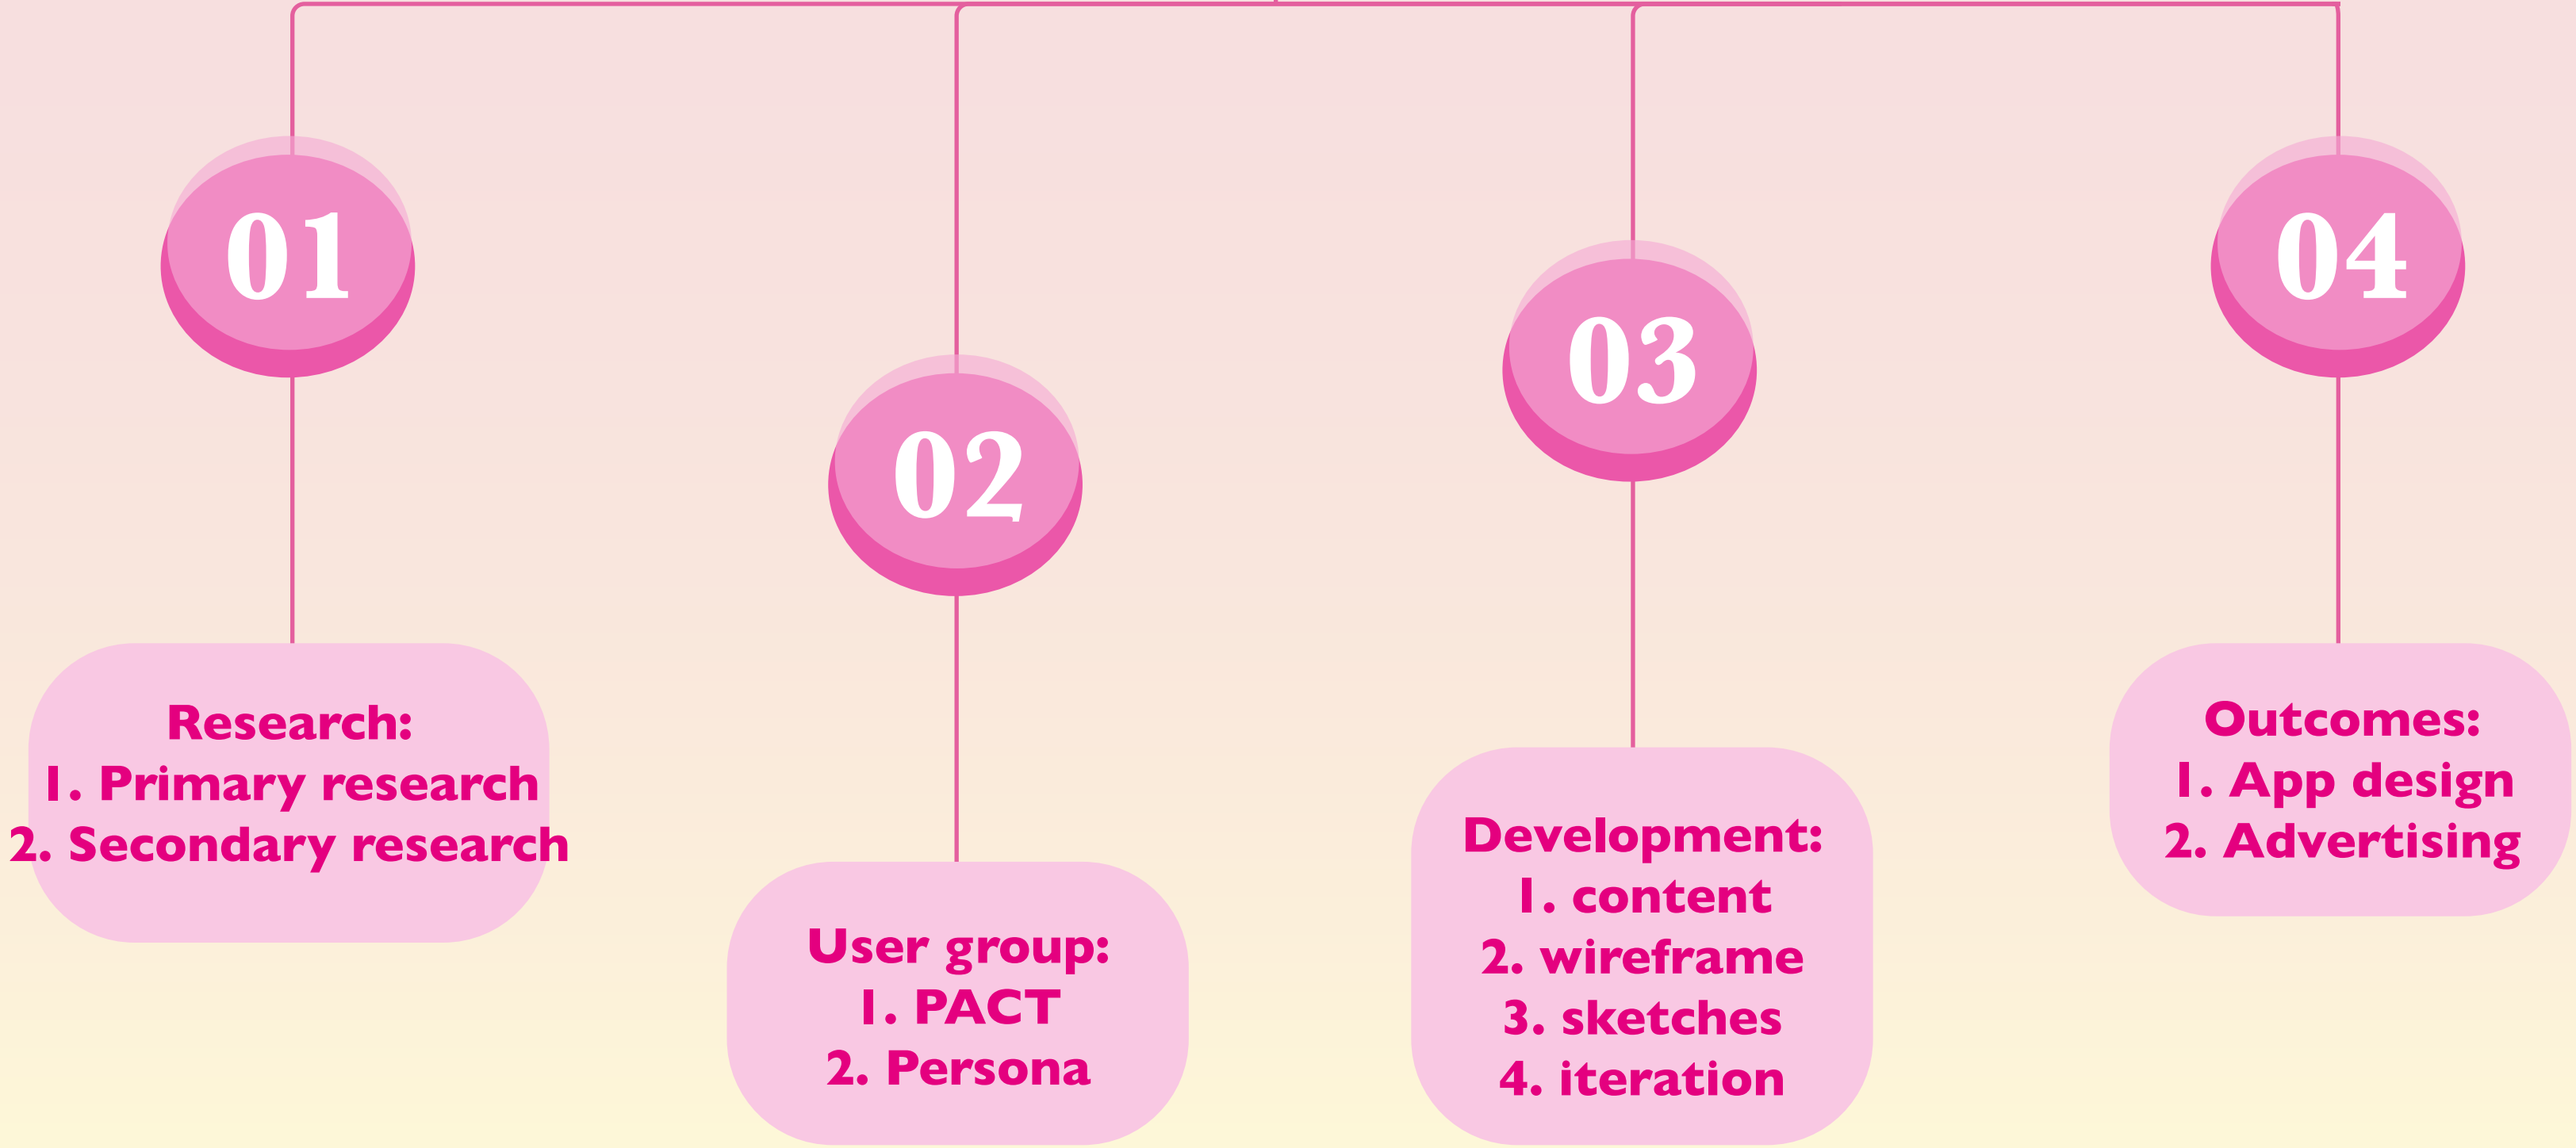 01
Research:
1. Primary research
2. Secondary research
02
User group:
1. PACT
2. Persona
03
Development:
1. content
2. wireframe
3. sketches
4. iteration
04
Outcomes:
1. App design
2. Advertising